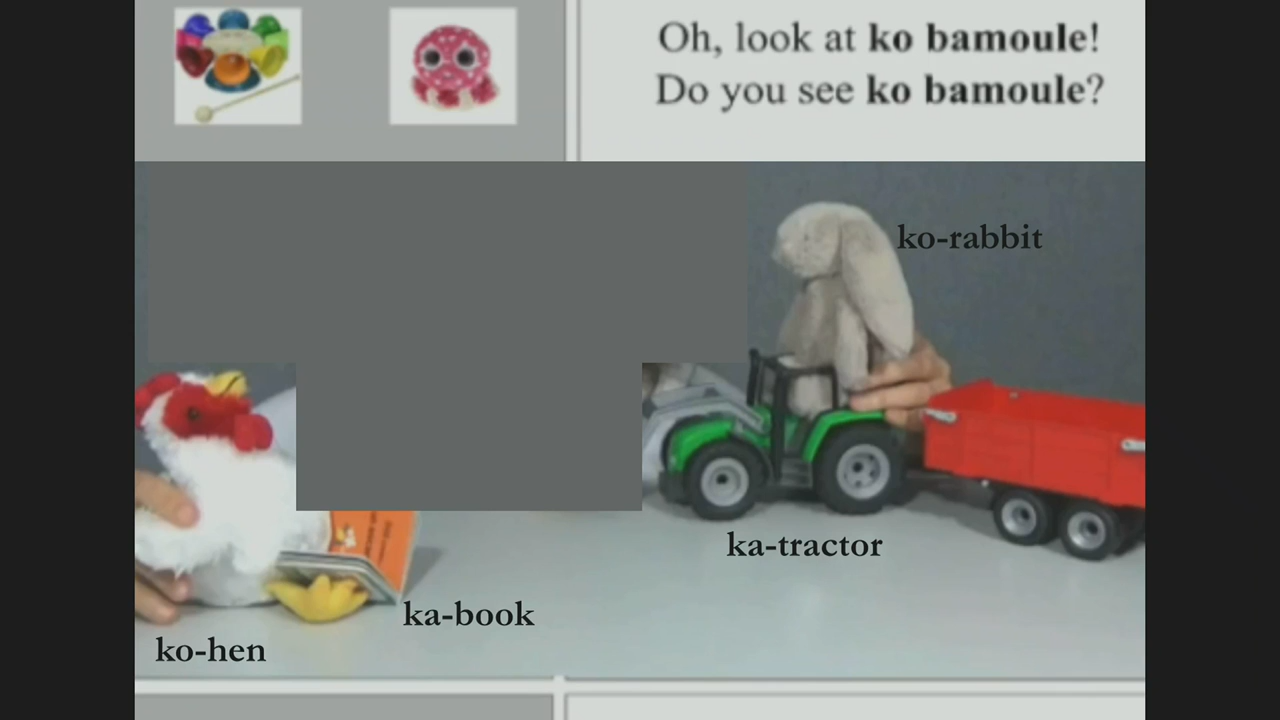 Oh, look at ko bamoule!
Do you see ko bamoule?
ko-rabbit
ka-tractor
ka-book
ko-hen